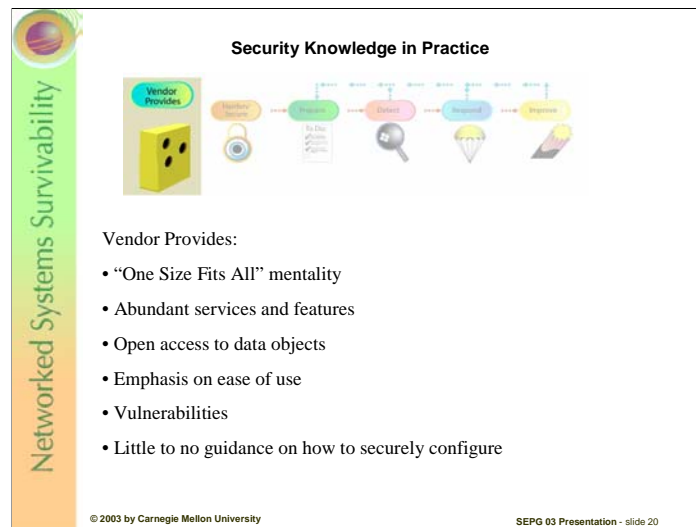 Networked Systems Survivability
Security Knowledge in Practice
Vendor
Provides
Harden/
Secure
Prepare
Detect
Respond
Improve
To Do:
Vendor Provides:
• “One Size Fits All” mentality
• Abundant services and features
• Open access to data objects
• Emphasis on ease of use
• Vulnerabilities
• Little to no guidance on how to securely configure
© 2003 by Carnegie Mellon University
SEPG 03 Presentation - slide 20